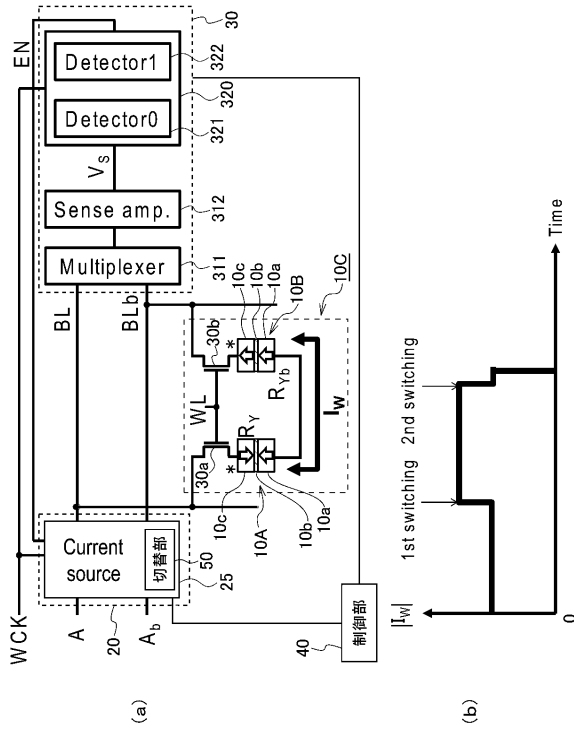 (a)
WCK
A
Ab
20
Current
source
切替部
50
25
EN
BL
BLb
Multiplexer
311
Sense amp.
312
VS
Detector0
Detector1
321
320
322
30
WL
30a
30b
*
*
RY
RYb
10c
10A
10b
10a
10c
10b
10a
10B
10C
IW
40
制御部
(b)
|IW|
0
1st switching
2nd switching
Time